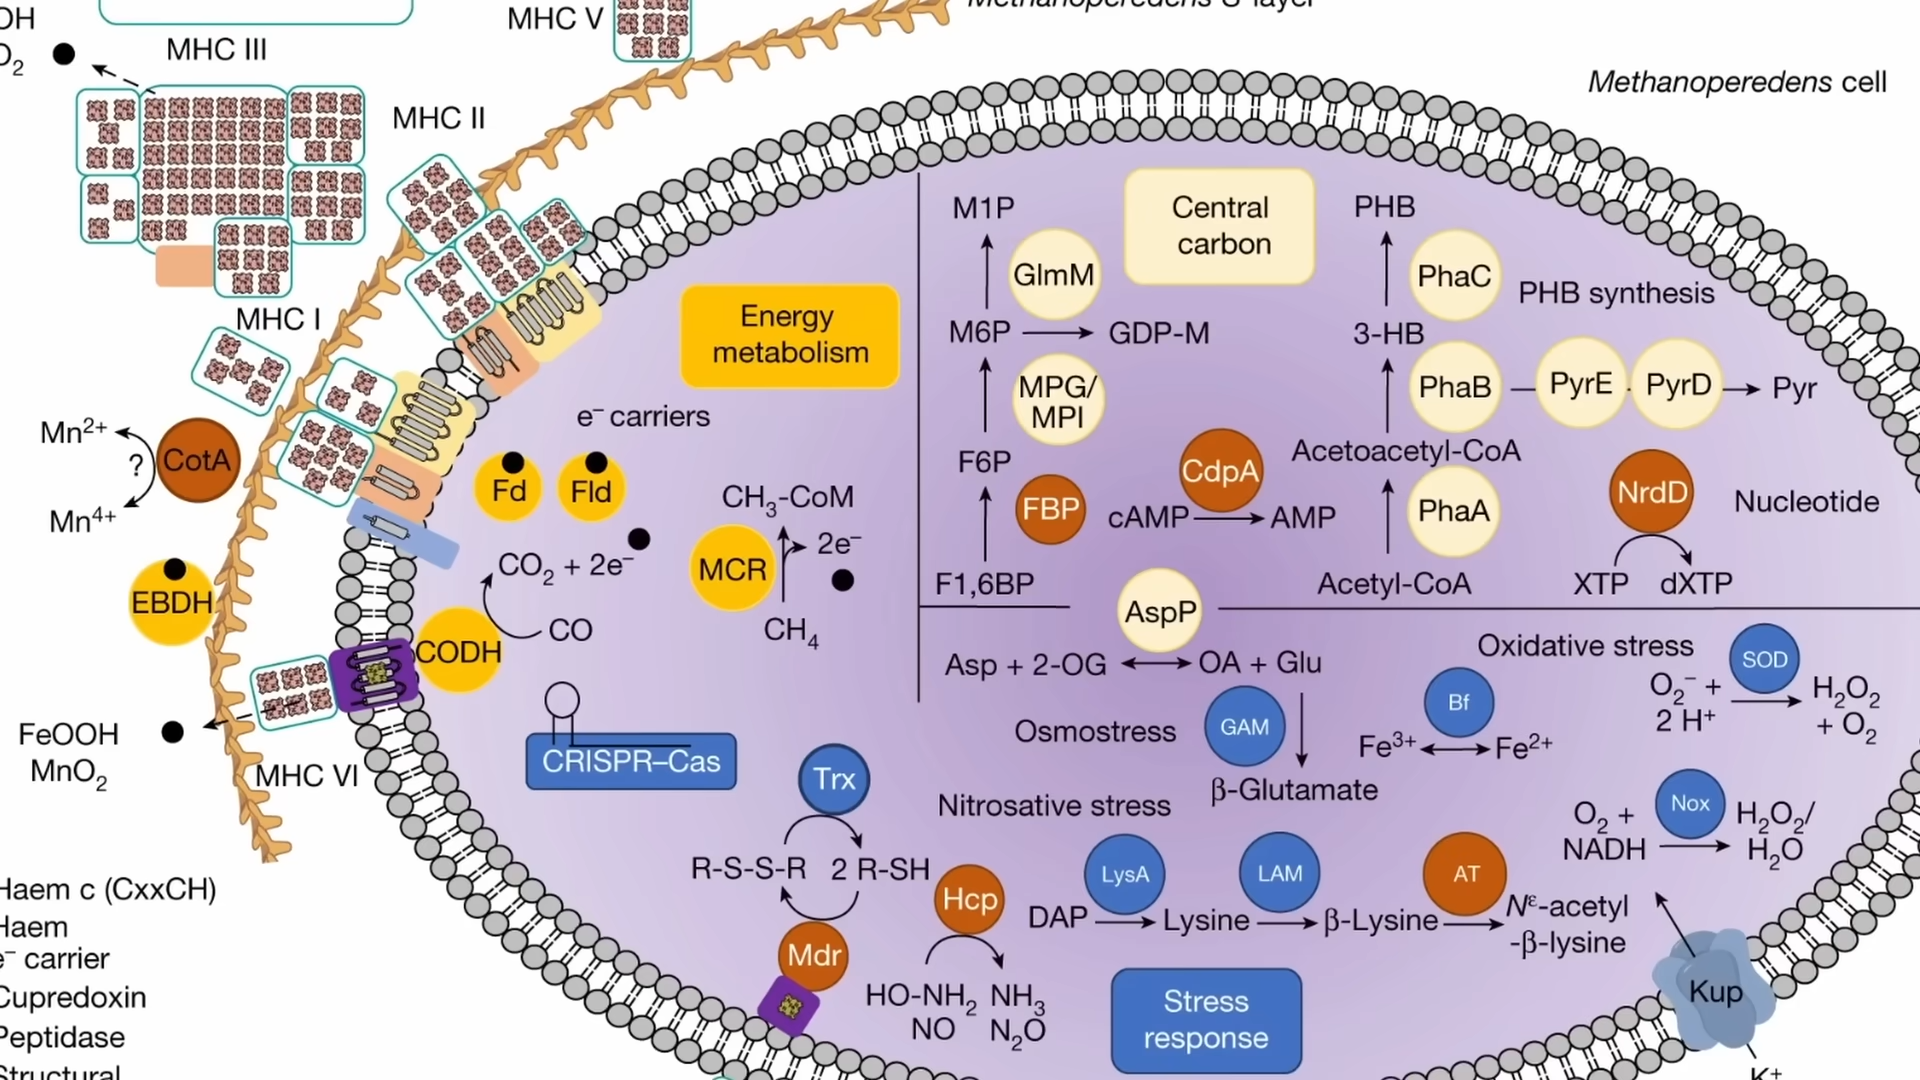 OH
O₂
MHC III
MHC V
Methanoperedens S-layer
Methanoperedens cell
MHC II
MHC I
Mn²⁺
?
CotA
Mn⁴⁺
EBDH
FeOOH
MnO₂
MHC VI
Haem c (CxxCH)
Haem
e⁻ carrier
Cupredoxin
Peptidase
Structural
Energy
metabolism
e⁻ carriers
Fd
Fld
CH₃-CoM
MCR
2e⁻
CH₄
CO₂ + 2e⁻
CO
CODH
CRISPR–Cas
Central
carbon
M1P
GlmM
M6P
GDP-M
MPG/
MPI
F6P
FBP
F1,6BP
CdpA
cAMP
AMP
PHB
PhaC
PHB synthesis
3-HB
PhaB
PyrE
PyrD
Pyr
Acetoacetyl-CoA
PhaA
Acetyl-CoA
NrdD
Nucleotide
XTP
dXTP
AspP
Asp + 2-OG
OA + Glu
Osmostress
GAM
β-Glutamate
Oxidative stress
Bf
Fe³⁺
Fe²⁺
SOD
O₂⁻ +
2 H⁺
H₂O₂
+ O₂
Nox
O₂ +
NADH
H₂O₂/
H₂O
Trx
R-S-S-R
2 R-SH
Mdr
Nitrosative stress
Hcp
HO-NH₂
NO
NH₃
N₂O
LysA
LAM
AT
DAP
Lysine
β-Lysine
Nᵋ-acetyl
-β-lysine
Stress
response
Kup
K⁺